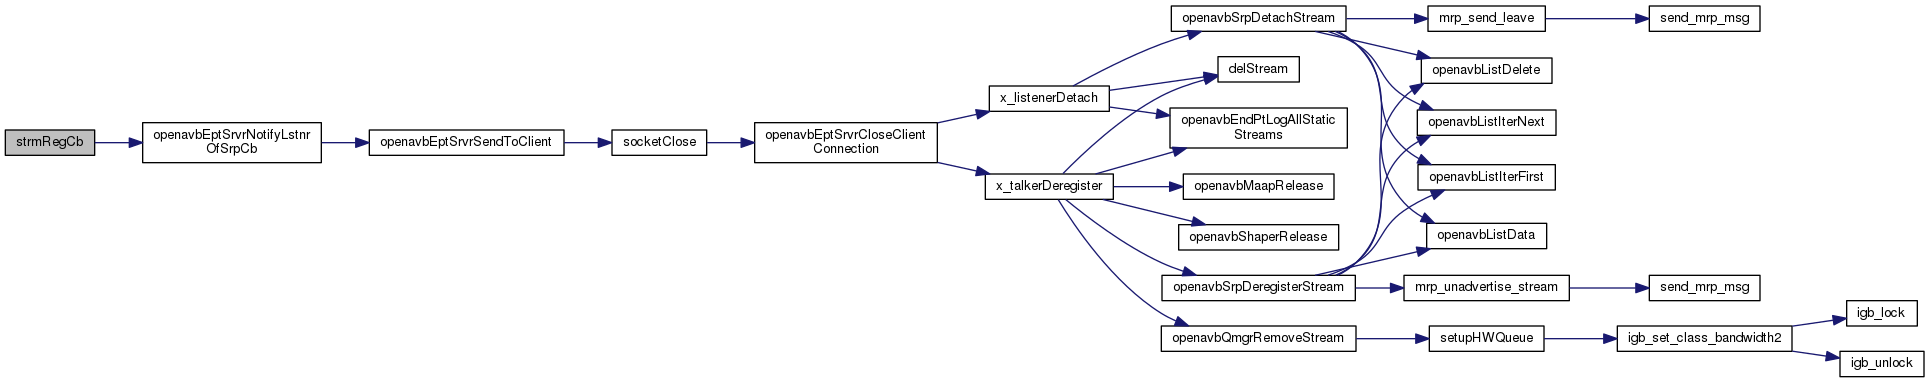 strmRegCb
openavbEptSrvrNotifyLstnr
OfSrpCb
openavbEptSrvrSendToClient
socketClose
openavbEptSrvrCloseClient
Connection
x_listenerDetach
x_talkerDeregister
openavbSrpDetachStream
delStream
openavbEndPtLogAllStatic
Streams
openavbMaapRelease
openavbShaperRelease
openavbSrpDeregisterStream
openavbQmgrRemoveStream
mrp_send_leave
openavbListDelete
openavbListIterNext
openavbListIterFirst
openavbListData
mrp_unadvertise_stream
setupHWQueue
send_mrp_msg
send_mrp_msg
igb_set_class_bandwidth2
igb_lock
igb_unlock